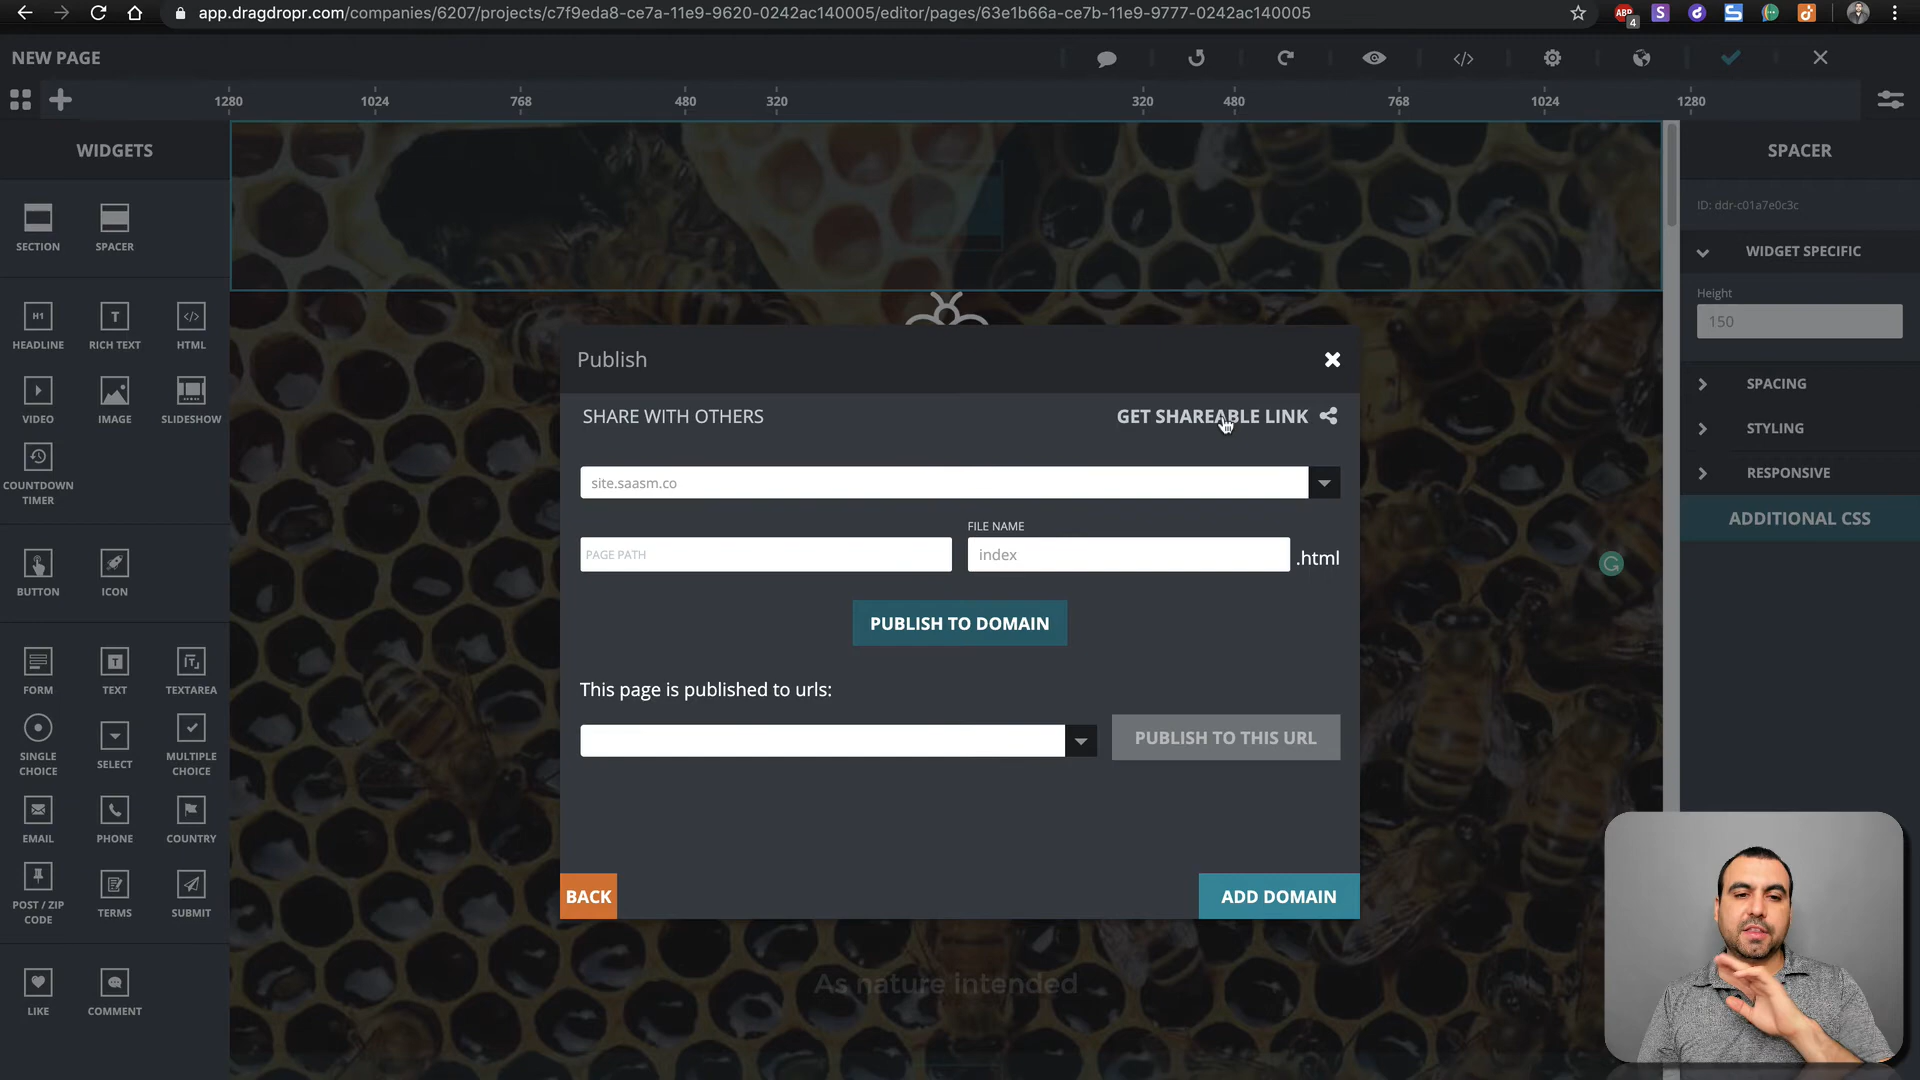 app.dragdropr.com/companies/6207/projects/c7f9eda8-ce7a-11e9-9620-0242ac140005/editor/pages/63e1b66a-ce7b-11e9-9777-0242ac140005
ABP
4
NEW PAGE
1280
1024
768
480
320
320
480
768
1024
1280
WIDGETS
SECTION
SPACER
HEADLINE
RICH TEXT
HTML
VIDEO
IMAGE
SLIDESHOW
COUNTDOWN
TIMER
BUTTON
ICON
FORM
TEXT
TEXTAREA
SINGLE
CHOICE
SELECT
MULTIPLE
CHOICE
EMAIL
PHONE
COUNTRY
POST / ZIP
CODE
TERMS
SUBMIT
LIKE
COMMENT
Publish
SHARE WITH OTHERS
GET SHAREABLE LINK
site.saasm.co
FILE NAME
PAGE PATH
index
.html
PUBLISH TO DOMAIN
This page is published to urls:
PUBLISH TO THIS URL
BACK
ADD DOMAIN
As nature intended
SPACER
ID: ddr-c01a7e0c3c
WIDGET SPECIFIC
Height
150
SPACING
STYLING
RESPONSIVE
ADDITIONAL CSS